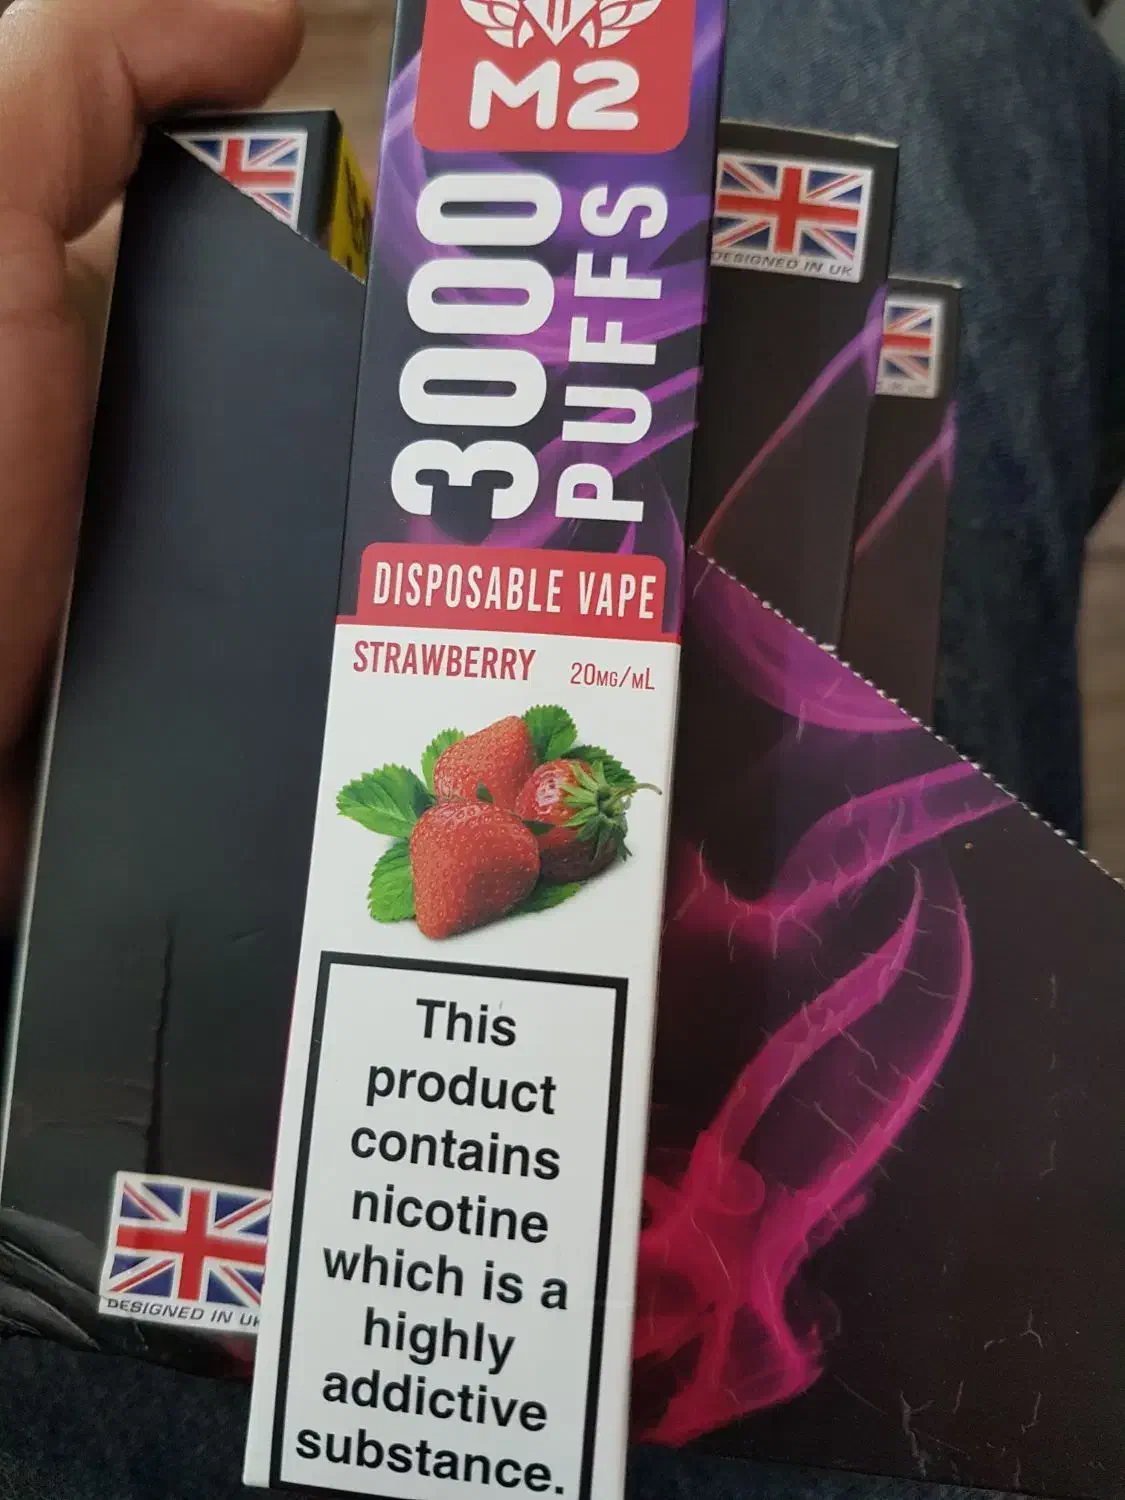 M2
3000
PUFFS
DISPOSABLE VAPE
STRAWBERRY 20MG/ML
This
product
contains
nicotine
which is a
highly
addictive
substance.
DESIGNED IN UK
DESIGNED IN UK